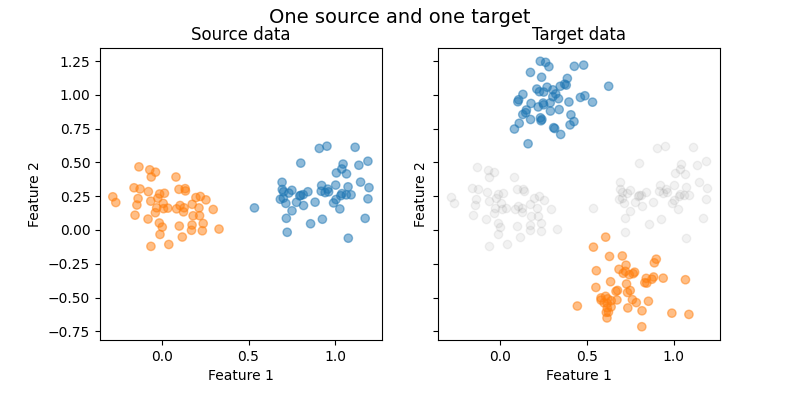 One source and one target
Source data
Target data
1.25
1.00
0.75
0.50
0.25
0.00
−0.25
−0.50
−0.75
Feature 2
Feature 2
0.0 0.5 1.0
0.0 0.5 1.0
Feature 1
Feature 1